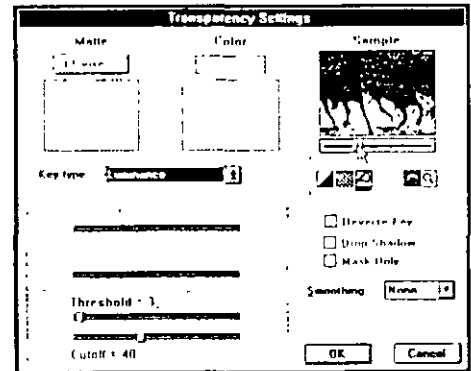 Transparency Settings
Matte
Color
Sample
Key type
Luminance
Reverse Key
Drop Shadow
Mask Only
Smoothing
None
Threshold = 3
Cutoff = 40
OK
Cancel